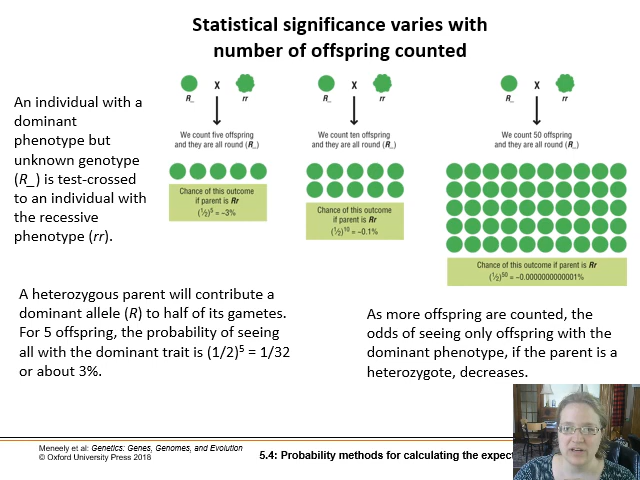 Statistical significance varies with
number of offspring counted
An individual with a
dominant
phenotype but
unknown genotype
(R_) is test-crossed
to an individual with
the recessive
phenotype (rr).
R_ X rr
We count five offspring
and they are all round (R_)
Chance of this outcome
if parent is Rr
(½)⁵ = ~3%
R_ X rr
We count ten offspring
and they are all round (R_)
Chance of this outcome
if parent is Rr
(½)¹⁰ = ~0.1%
R_ X rr
We count 50 offspring
and they are all round (R_)
Chance of this outcome if parent is Rr
(½)⁵⁰ = ~0.0000000000001%
A heterozygous parent will contribute a
dominant allele (R) to half of its gametes.
For 5 offspring, the probability of seeing
all with the dominant trait is (1/2)⁵ = 1/32
or about 3%.
As more offspring are counted, the
odds of seeing only offspring with the
dominant phenotype, if the parent is a
heterozygote, decreases.
Meneely et al: Genetics: Genes, Genomes, and Evolution
© Oxford University Press 2018
5.4: Probability methods for calculating the expect